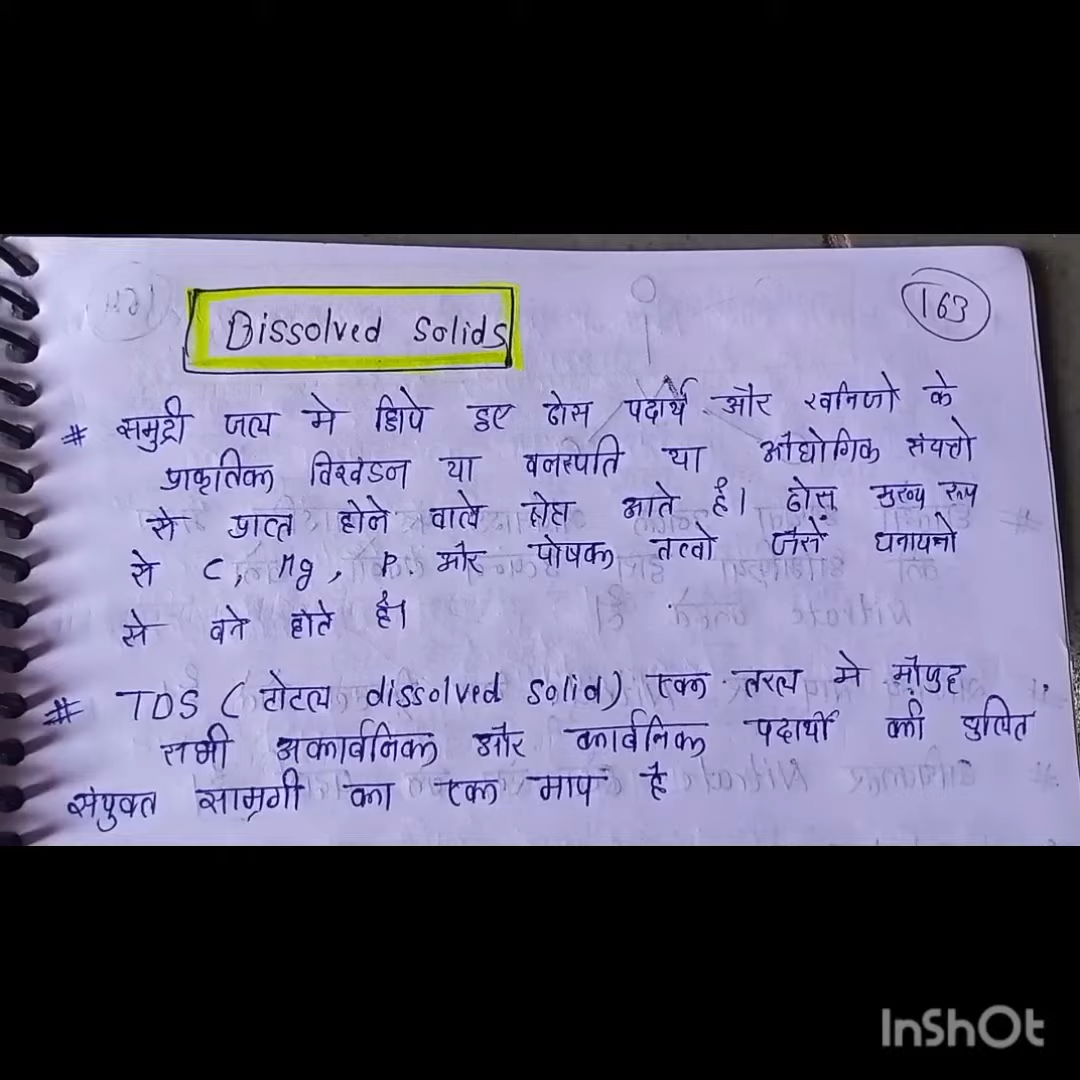 163
Dissolved Solids
# समुद्री जल मे छिपे हुए ठोस पदार्थ और खनिजो के
प्राकृतिक विखंडन या वनस्पति या औद्योगिक संयत्रो
से प्राप्त होने वाले ठोस आते है। ठोस मुख्य रूप
से C, Mg, P, और पोषक तत्वो जैसे धनायनो
से बने होते है।
# TDS (टोटल dissolved solid) एक तरल मे मौजुद
सभी अकार्बनिक और कार्बनिक पदार्थो की घुलित
संयुक्त सामग्री का एक माप है
InShOt